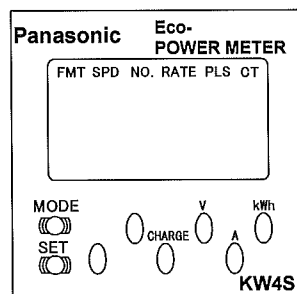 Panasonic
Eco-
POWER METER
FMT SPD NO. RATE PLS CT
MODE
V
kWh
SET
CHARGE
A
KW4S